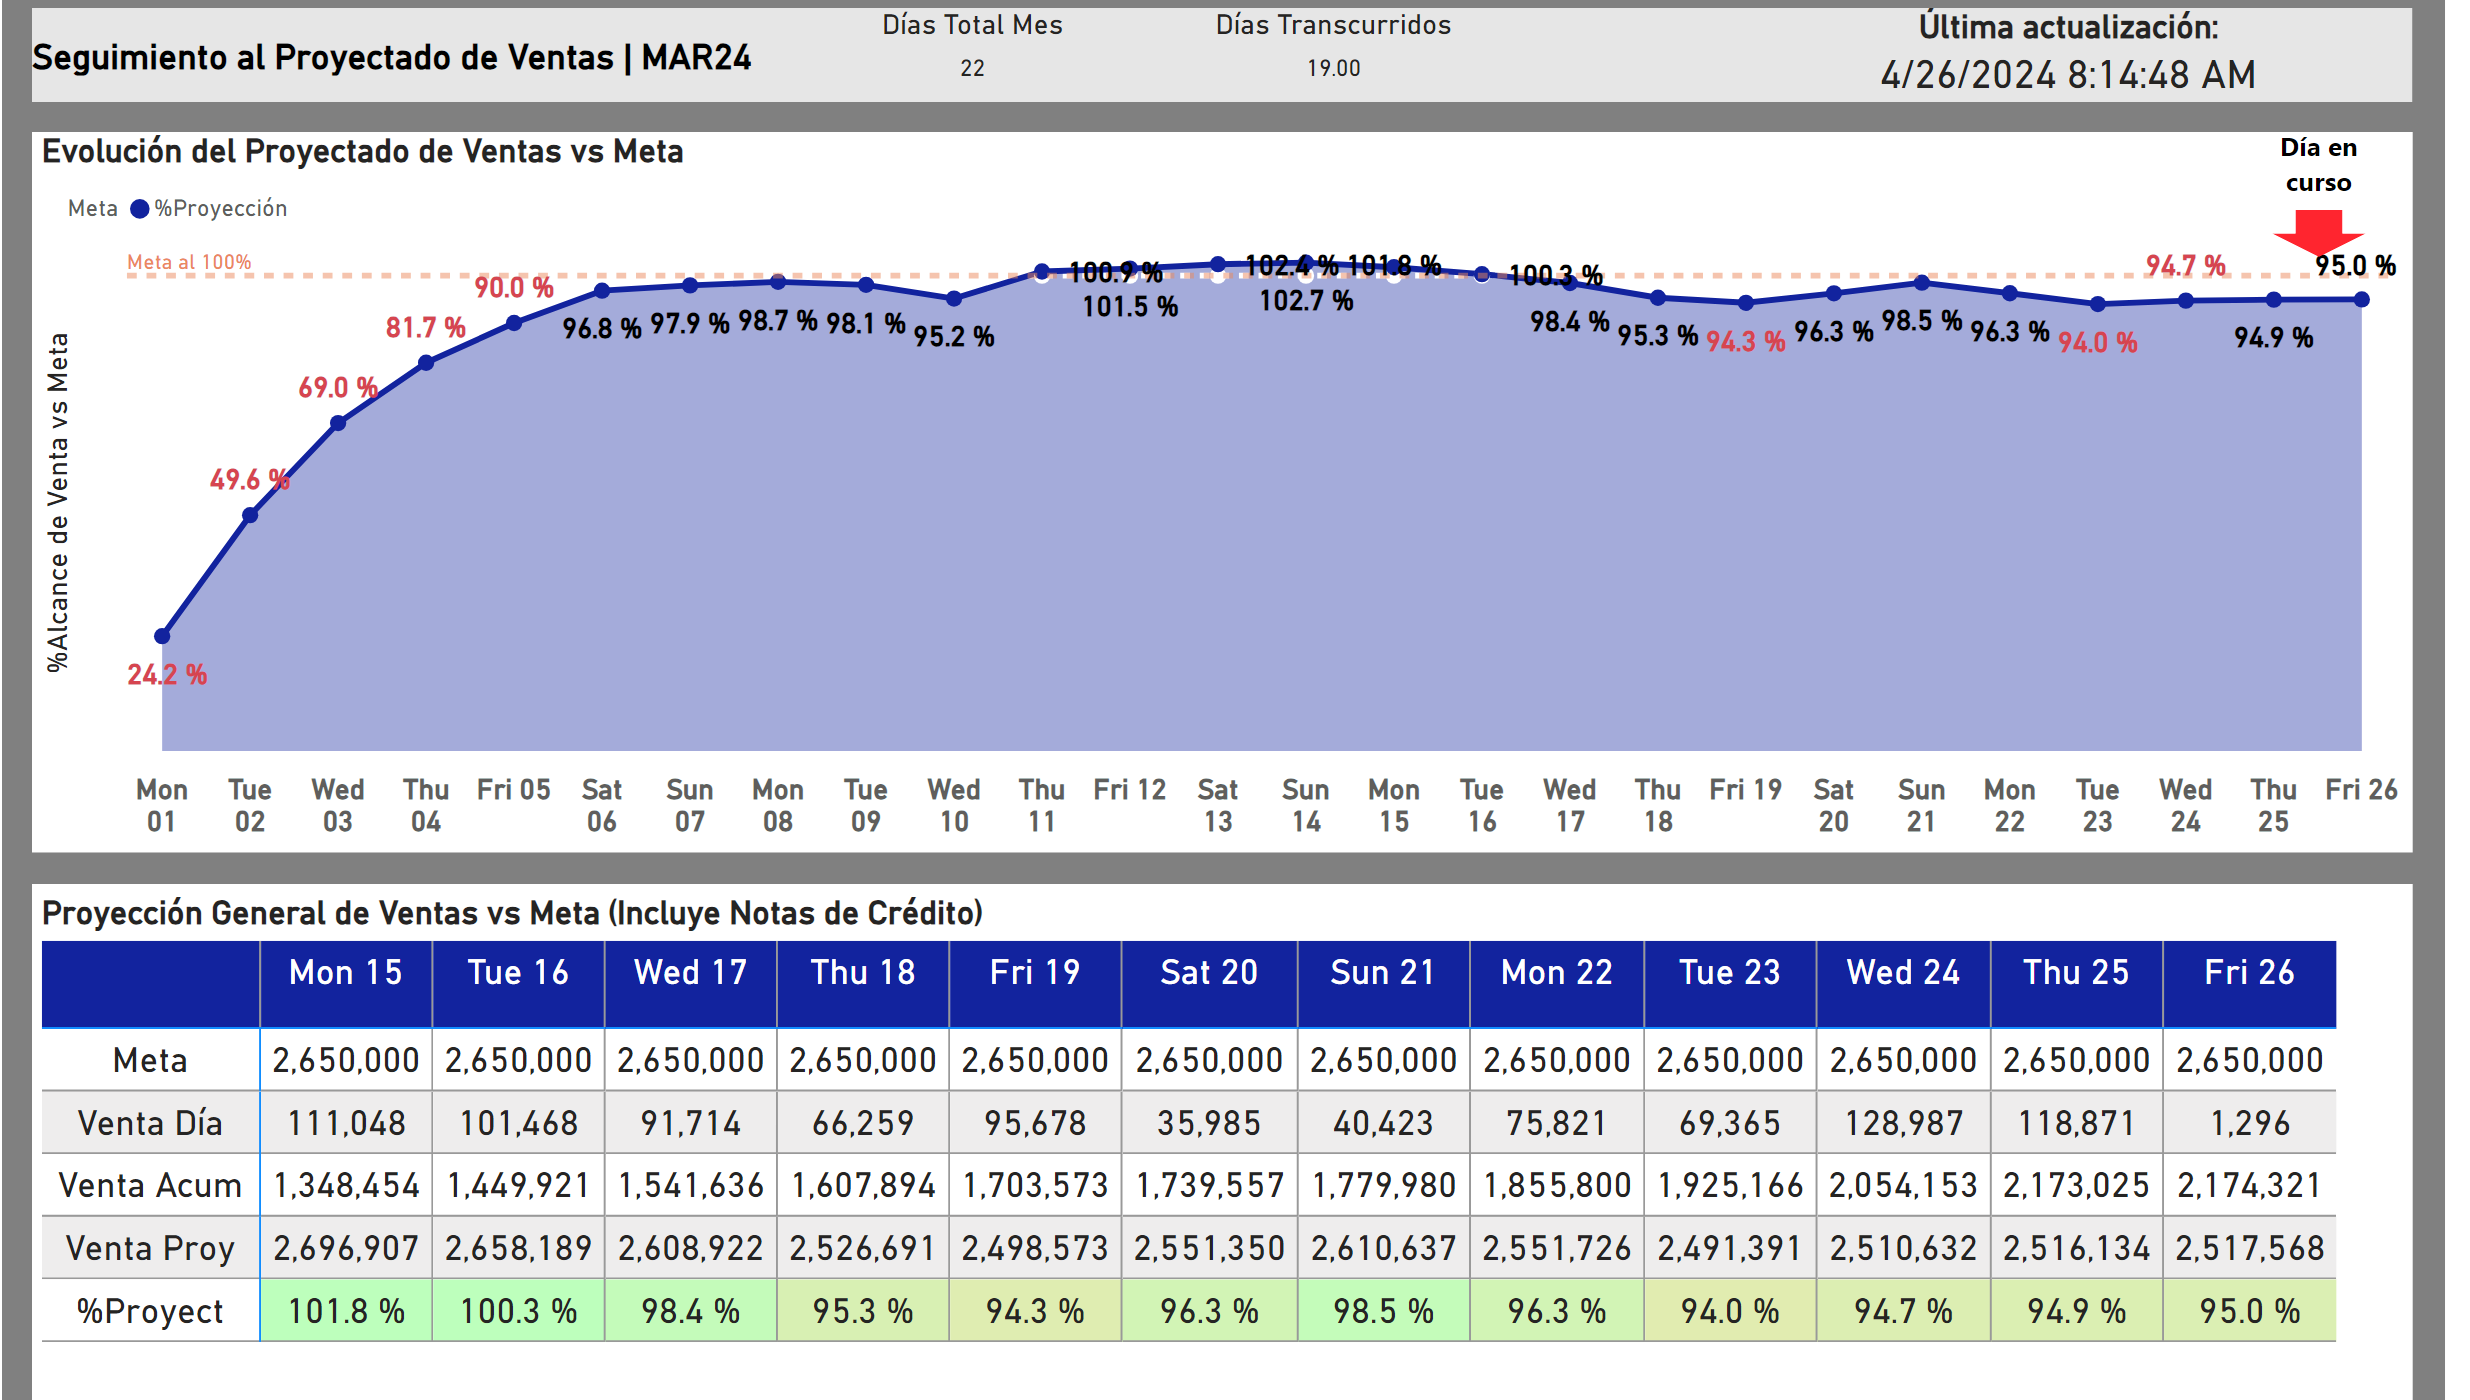 Seguimiento al Proyectado de Ventas | MAR24
Días Total Mes
22
Días Transcurridos
19.00
Última actualización:
4/26/2024 8:14:48 AM
Evolución del Proyectado de Ventas vs Meta
Día en
curso
Meta %Proyección
Meta al 100%
%Alcance de Venta vs Meta
24.2 %
49.6 %
69.0 %
81.7 %
90.0 %
96.8 %
97.9 %
98.7 %
98.1 %
95.2 %
100.9 %
101.5 %
102.4 %
102.7 %
101.8 %
100.3 %
98.4 %
95.3 %
94.3 %
96.3 %
98.5 %
96.3 %
94.0 %
94.7 %
94.9 %
95.0 %
Mon 01
Tue 02
Wed 03
Thu 04
Fri 05
Sat 06
Sun 07
Mon 08
Tue 09
Wed 10
Thu 11
Fri 12
Sat 13
Sun 14
Mon 15
Tue 16
Wed 17
Thu 18
Fri 19
Sat 20
Sun 21
Mon 22
Tue 23
Wed 24
Thu 25
Fri 26
Proyección General de Ventas vs Meta (Incluye Notas de Crédito)
Mon 15 Tue 16 Wed 17 Thu 18 Fri 19 Sat 20 Sun 21 Mon 22 Tue 23 Wed 24 Thu 25 Fri 26
Meta 2,650,000 2,650,000 2,650,000 2,650,000 2,650,000 2,650,000 2,650,000 2,650,000 2,650,000 2,650,000 2,650,000 2,650,000
Venta Día 111,048 101,468 91,714 66,259 95,678 35,985 40,423 75,821 69,365 128,987 118,871 1,296
Venta Acum 1,348,454 1,449,921 1,541,636 1,607,894 1,703,573 1,739,557 1,779,980 1,855,800 1,925,166 2,054,153 2,173,025 2,174,321
Venta Proy 2,696,907 2,658,189 2,608,922 2,526,691 2,498,573 2,551,350 2,610,637 2,551,726 2,491,391 2,510,632 2,516,134 2,517,568
%Proyect 101.8 % 100.3 % 98.4 % 95.3 % 94.3 % 96.3 % 98.5 % 96.3 % 94.0 % 94.7 % 94.9 % 95.0 %